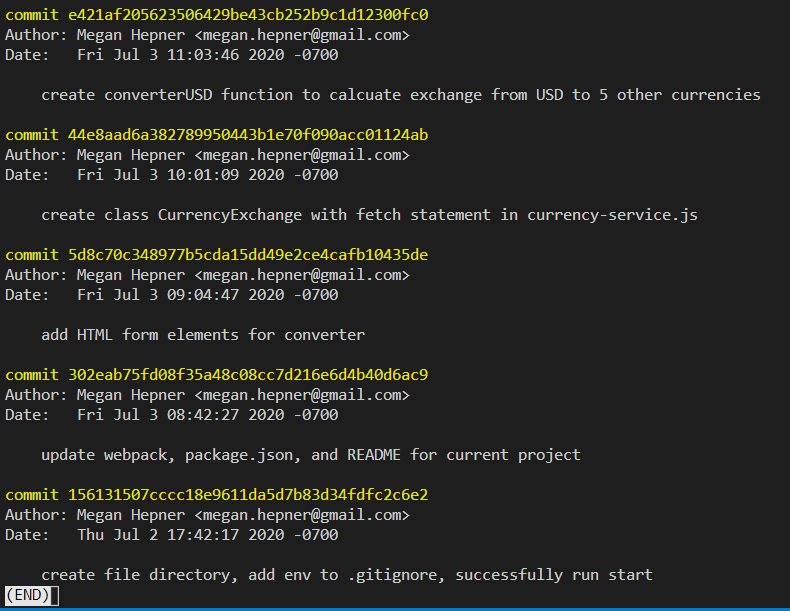 commit e421af205623506429be43cb252b9c1d12300fc0
Author: Megan Hepner <megan.hepner@gmail.com>
Date:   Fri Jul 3 11:03:46 2020 -0700
create converterUSD function to calcuate exchange from USD to 5 other currencies
commit 44e8aad6a382789950443b1e70f090acc01124ab
Author: Megan Hepner <megan.hepner@gmail.com>
Date:   Fri Jul 3 10:01:09 2020 -0700
create class CurrencyExchange with fetch statement in currency-service.js
commit 5d8c70c348977b5cda15dd49e2ce4cafb10435de
Author: Megan Hepner <megan.hepner@gmail.com>
Date:   Fri Jul 3 09:04:47 2020 -0700
add HTML form elements for converter
commit 302eab75fd08f35a48c08cc7d216e6d4b40d6ac9
Author: Megan Hepner <megan.hepner@gmail.com>
Date:   Fri Jul 3 08:42:27 2020 -0700
update webpack, package.json, and README for current project
commit 156131507cccc18e9611da5d7b83d34fdfc2c6e2
Author: Megan Hepner <megan.hepner@gmail.com>
Date:   Thu Jul 2 17:42:17 2020 -0700
create file directory, add env to .gitignore, successfully run start
(END)